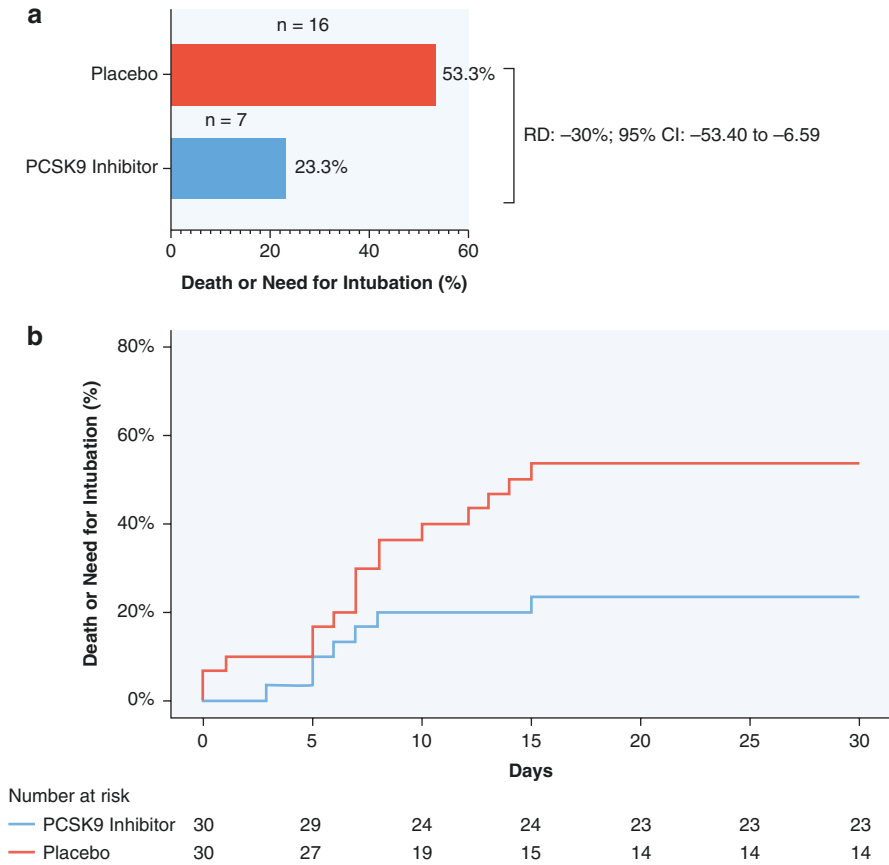 a
n = 16
Placebo
53.3%
n = 7
PCSK9 Inhibitor
23.3%
RD: –30%; 95% CI: –53.40 to –6.59
0 20 40 60
Death or Need for Intubation (%)
b
Death or Need for Intubation (%)
80%
60%
40%
20%
0%
0 5 10 15 20 25 30
Days
Number at risk
PCSK9 Inhibitor 30 29 24 24 23 23 23
Placebo 30 27 19 15 14 14 14